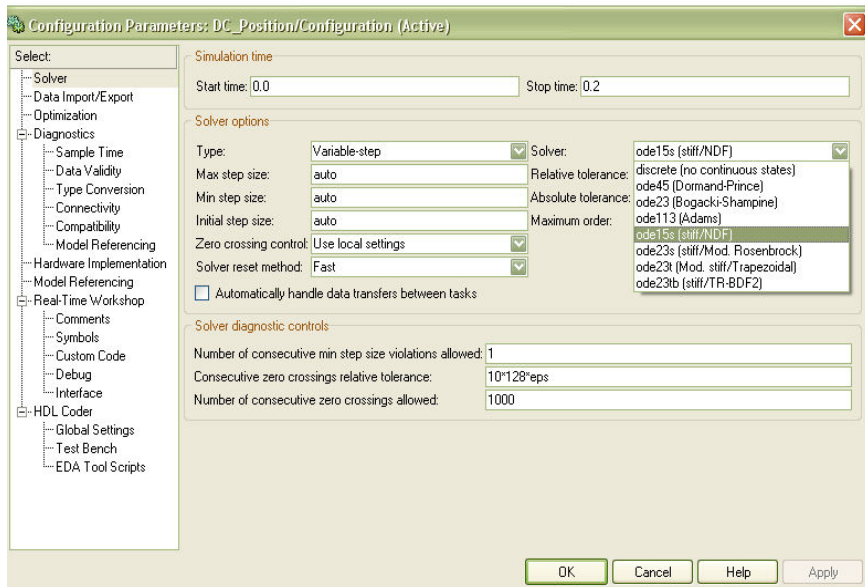 Configuration Parameters: DC_Position/Configuration (Active)
Select:
Solver
Data Import/Export
Optimization
Diagnostics
Sample Time
Data Validity
Type Conversion
Connectivity
Compatibility
Model Referencing
Hardware Implementation
Model Referencing
Real-Time Workshop
Comments
Symbols
Custom Code
Debug
Interface
HDL Coder
Global Settings
Test Bench
EDA Tool Scripts
Simulation time
Start time: 0.0 Stop time: 0.2
Solver options
Type: Variable-step Solver: ode15s (stiff/NDF)
Max step size: auto Relative tolerance:
Min step size: auto Absolute tolerance:
Initial step size: auto Maximum order:
Zero crossing control: Use local settings
Solver reset method: Fast
Automatically handle data transfers between tasks
discrete (no continuous states)
ode45 (Dormand-Prince)
ode23 (Bogacki-Shampine)
ode113 (Adams)
ode15s (stiff/NDF)
ode23s (stiff/Mod. Rosenbrock)
ode23t (Mod. stiff/Trapezoidal)
ode23tb (stiff/TR-BDF2)
Solver diagnostic controls
Number of consecutive min step size violations allowed: 1
Consecutive zero crossings relative tolerance: 10*128*eps
Number of consecutive zero crossings allowed: 1000
OK Cancel Help Apply